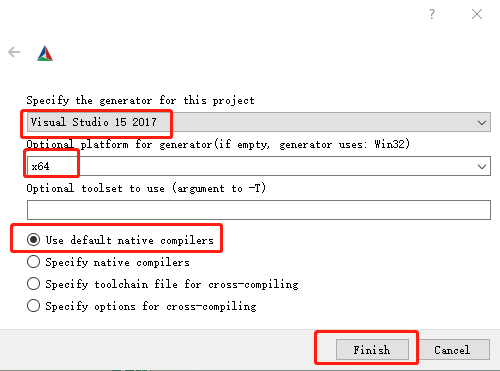 ?
Specify the generator for this project
Visual Studio 15 2017
Optional platform for generator(if empty, generator uses: Win32)
x64
Optional toolset to use (argument to -T)
Use default native compilers
Specify native compilers
Specify toolchain file for cross-compiling
Specify options for cross-compiling
Finish Cancel